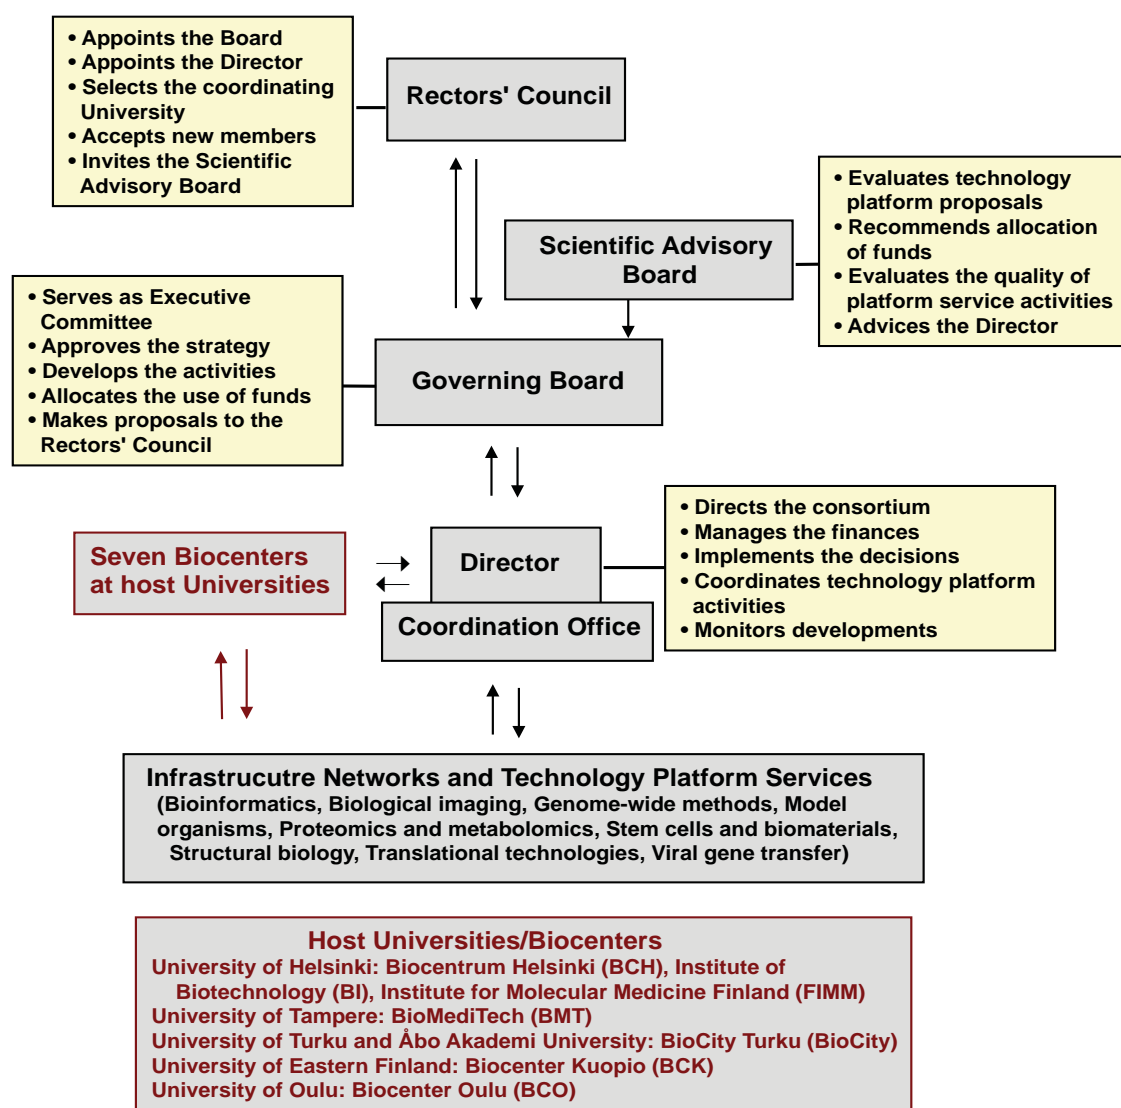 • Appoints the Board
• Appoints the Director
• Selects the coordinating
University
• Accepts new members
• Invites the Scientific
Advisory Board
Rectors' Council
Scientific Advisory
Board
• Evaluates technology
platform proposals
• Recommends allocation
of funds
• Evaluates the quality of
platform service activities
• Advices the Director
• Serves as Executive
Committee
• Approves the strategy
• Develops the activities
• Allocates the use of funds
• Makes proposals to the
Rectors' Council
Governing Board
Seven Biocenters
at host Universities
Director
Coordination Office
• Directs the consortium
• Manages the finances
• Implements the decisions
• Coordinates technology platform
activities
• Monitors developments
Infrastrucutre Networks and Technology Platform Services
(Bioinformatics, Biological imaging, Genome-wide methods, Model
organisms, Proteomics and metabolomics, Stem cells and biomaterials,
Structural biology, Translational technologies, Viral gene transfer)
Host Universities/Biocenters
University of Helsinki: Biocentrum Helsinki (BCH), Institute of
Biotechnology (BI), Institute for Molecular Medicine Finland (FIMM)
University of Tampere: BioMediTech (BMT)
University of Turku and Åbo Akademi University: BioCity Turku (BioCity)
University of Eastern Finland: Biocenter Kuopio (BCK)
University of Oulu: Biocenter Oulu (BCO)